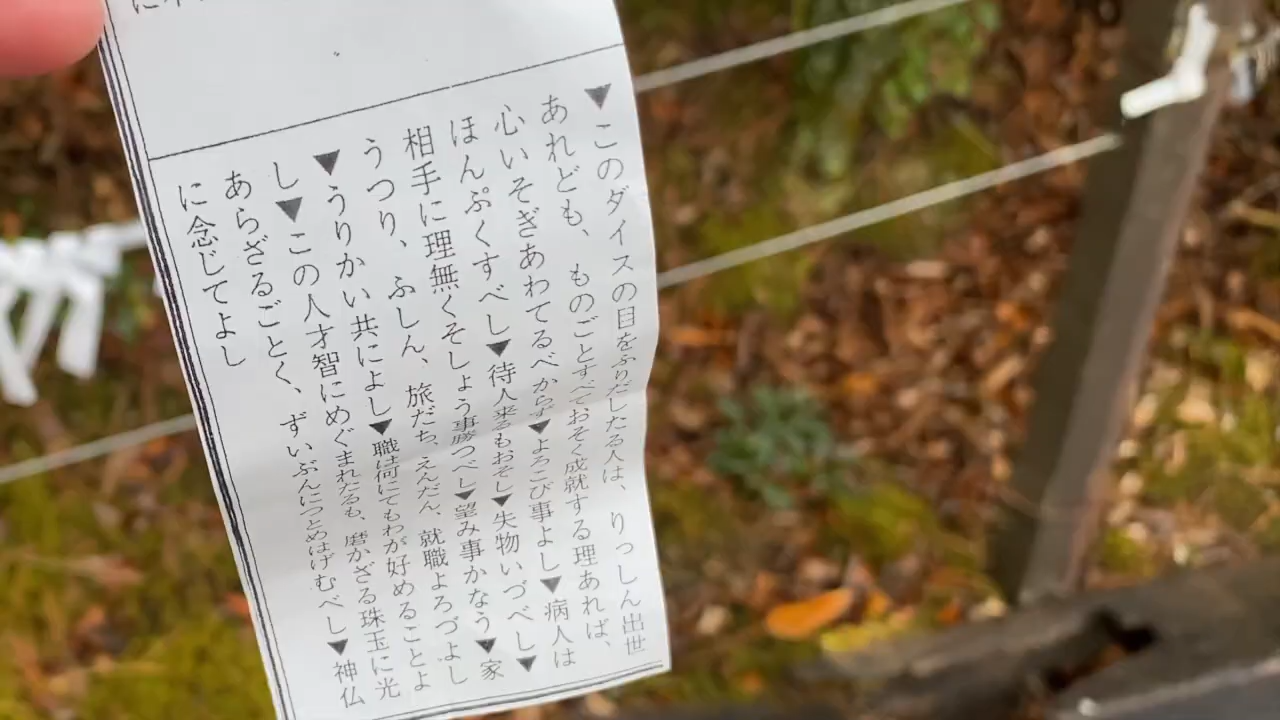 ▼このダイスの目をふりだしたる人は、りっしん出世
あれども、ものごとすべておそく成就する理あれば、
心いそぎあわてるべからず▼よろこび事よし▼病人は
ほんぷくすべし▼待人来るもおそし▼失物いづべし▼
相手に理無くそしょう事勝つべし▼望み事かなう▼家
うつり、ふしん、旅だち、えんだん、就職よろづよし
▼うりかい共によし▼職は何にてもわが好めることよ
し▼この人才智にめぐまれたるも、磨かざる珠玉に光
あらざるごとく、ずいぶんにつとめはげむべし▼神仏
に念じてよし